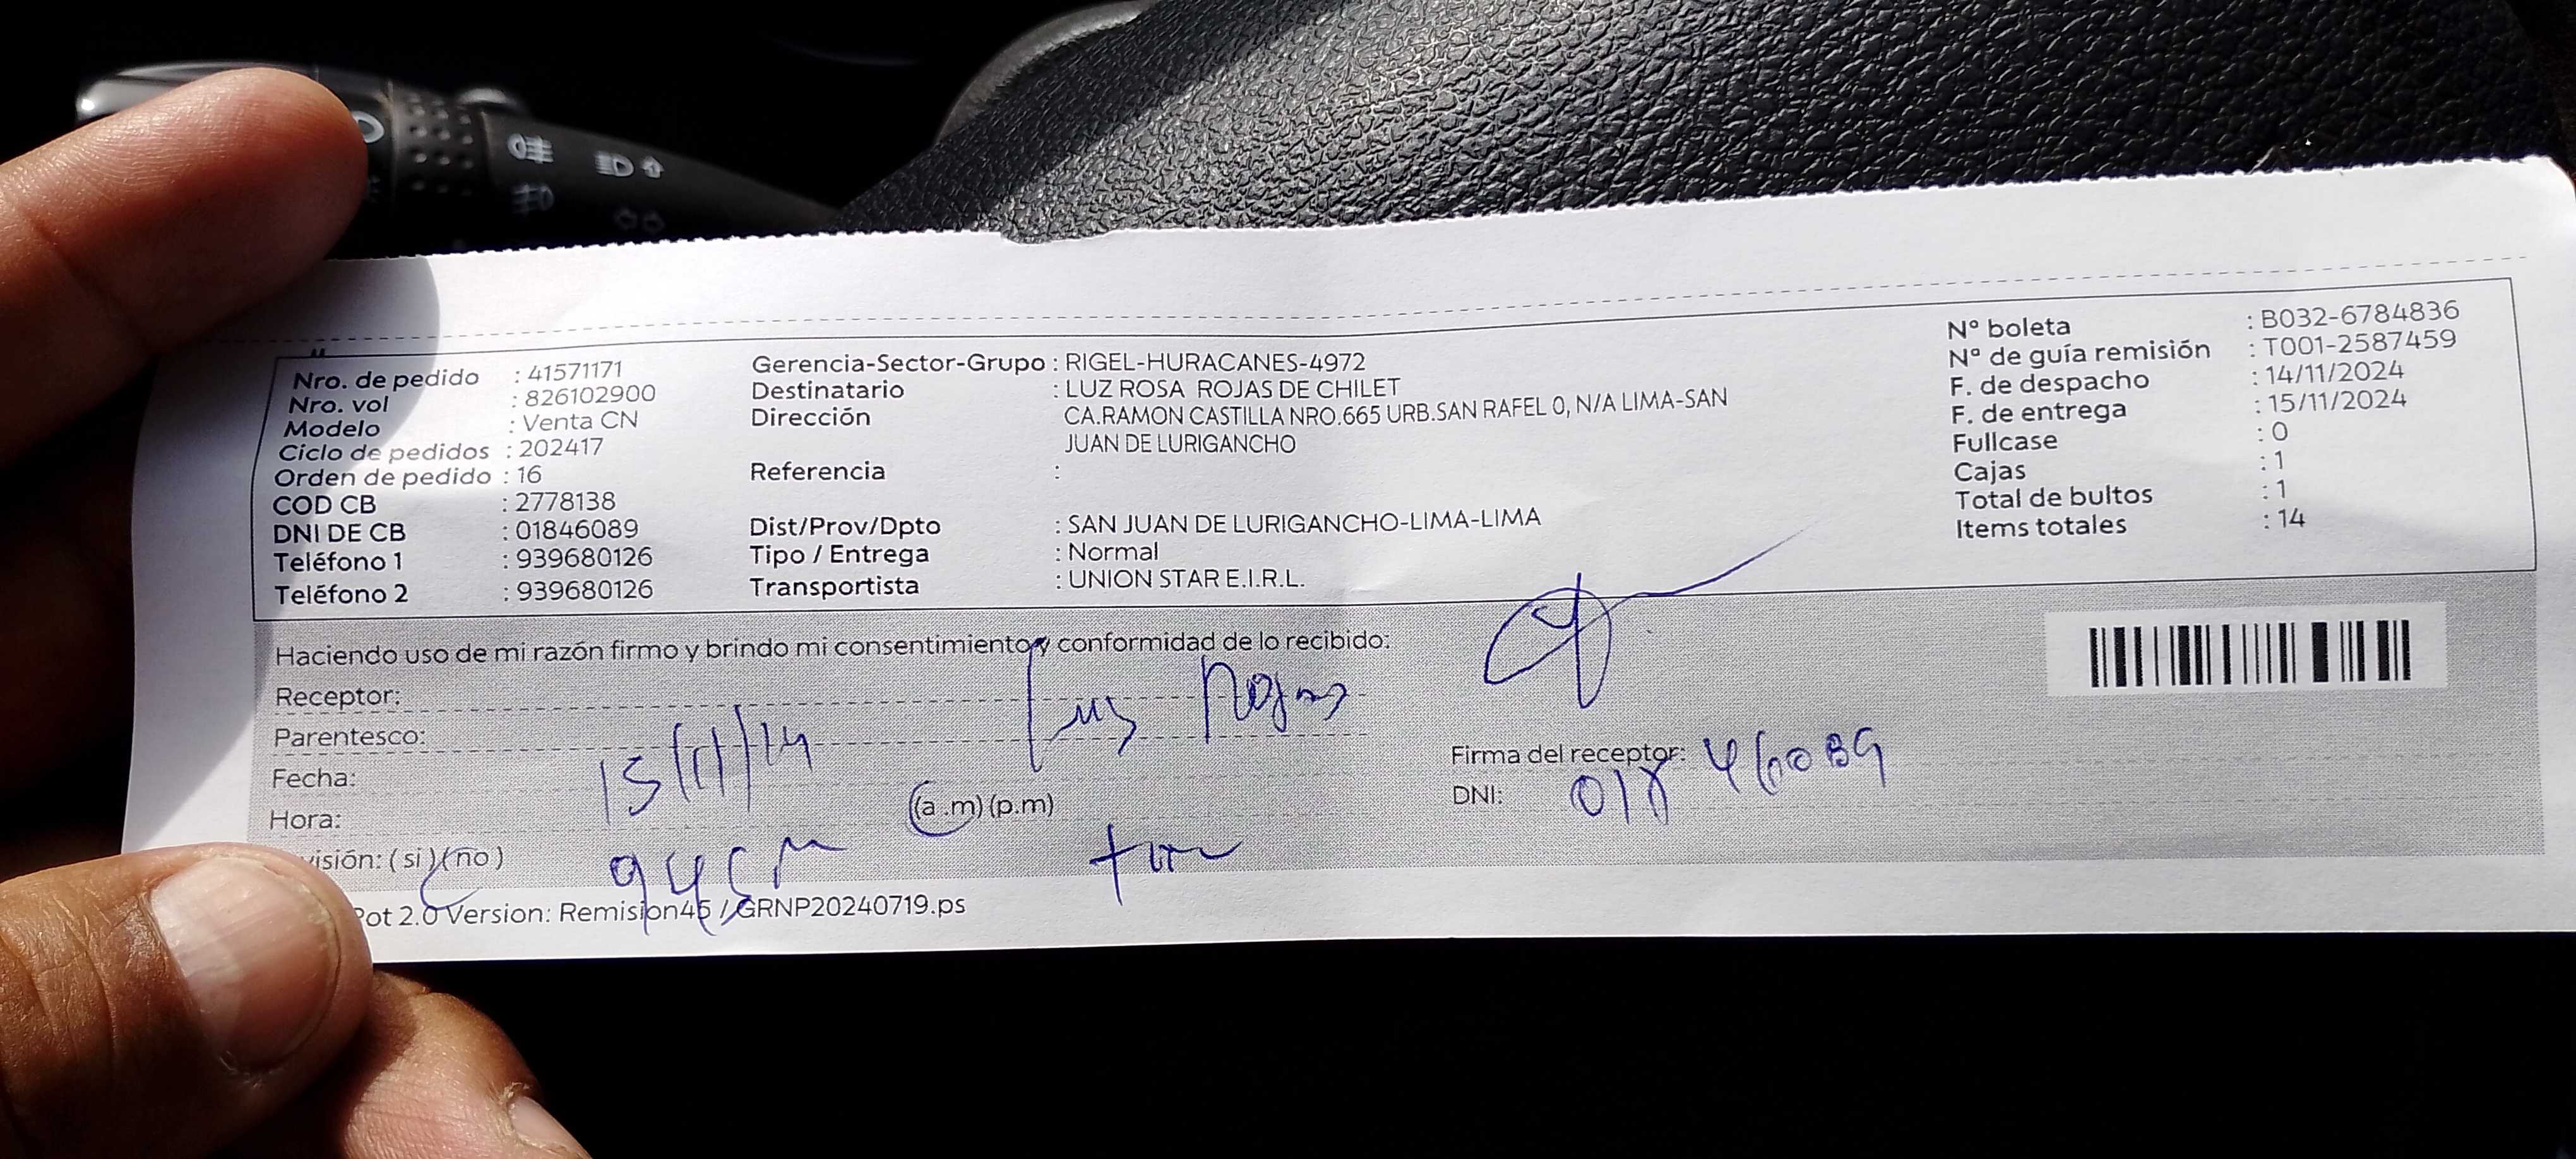 Nro. de pedido : 41571171
Nro. vol : 826102900
Modelo : Venta CN
Ciclo de pedidos : 202417
Orden de pedido : 16
COD CB : 2778138
DNI DE CB : 01846089
Teléfono 1 : 939680126
Teléfono 2 : 939680126
Gerencia-Sector-Grupo : RIGEL-HURACANES-4972
Destinatario : LUZ ROSA ROJAS DE CHILET
Dirección CA.RAMON CASTILLA NRO.665 URB.SAN RAFEL 0, N/A LIMA-SAN
JUAN DE LURIGANCHO
Referencia :
Dist/Prov/Dpto : SAN JUAN DE LURIGANCHO-LIMA-LIMA
Tipo / Entrega : Normal
Transportista : UNION STAR E.I.R.L.
N° boleta : B032-6784836
N° de guía remisión : T001-2587459
F. de despacho : 14/11/2024
F. de entrega : 15/11/2024
Fullcase : 0
Cajas : 1
Total de bultos : 1
Items totales : 14
Haciendo uso de mi razón firmo y brindo mi consentimiento y conformidad de lo recibido:
Receptor: Luz Rojas
Parentesco:
Fecha: 15/11/24
Hora: (a .m) (p.m)
isión: ( si ) ( no )
Firma del receptor:
DNI: 01846089
Pot 2.0 Version: Remision45 / GRNP20240719.ps